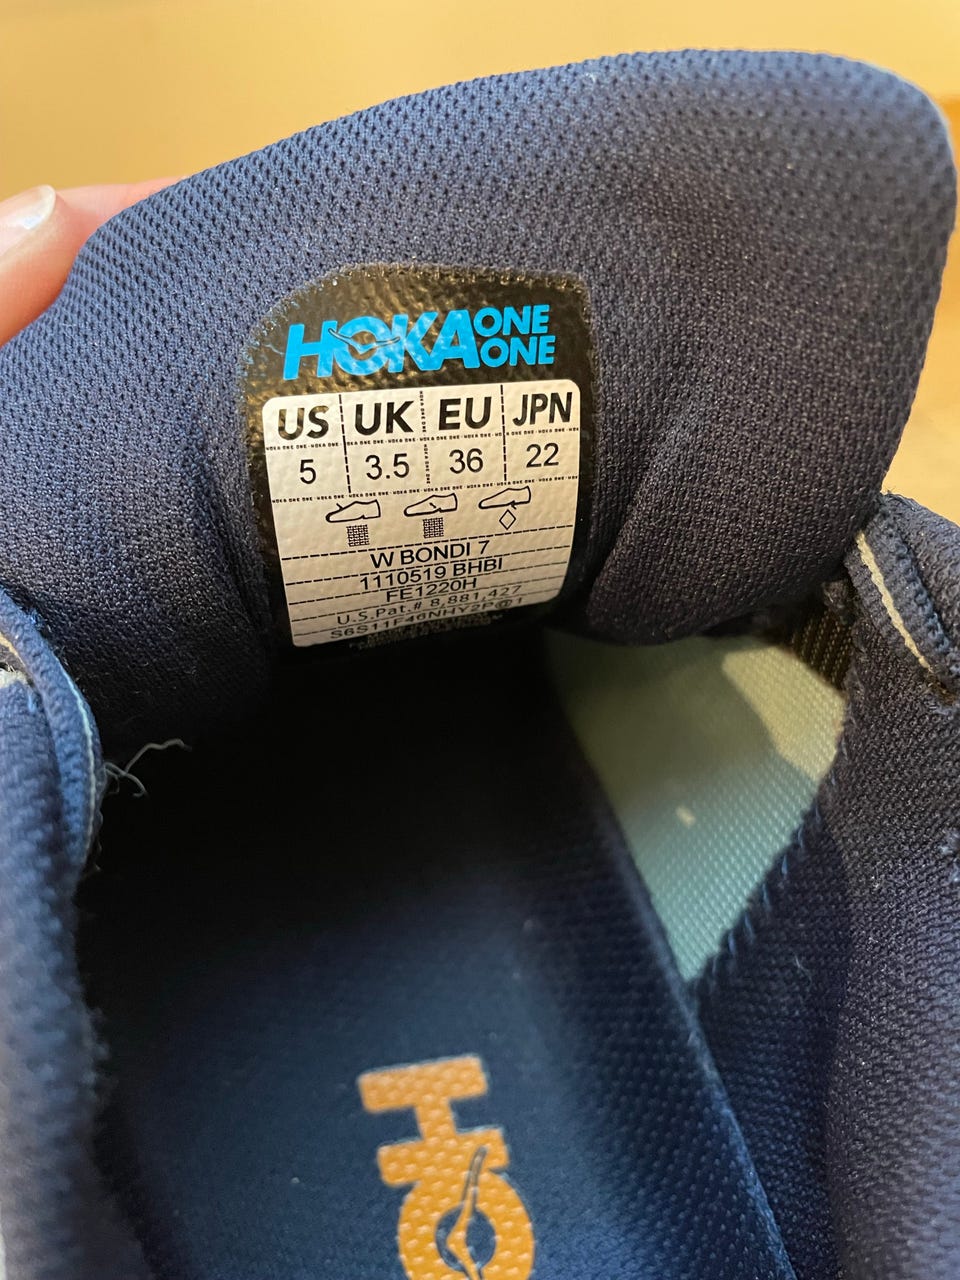 HOKA ONE ONE
US UK EU JPN
5 3.5 36 22
W BONDI 7
1110519 BHBI
FE1220H
U.S.Pat.# 8,881,427
HO